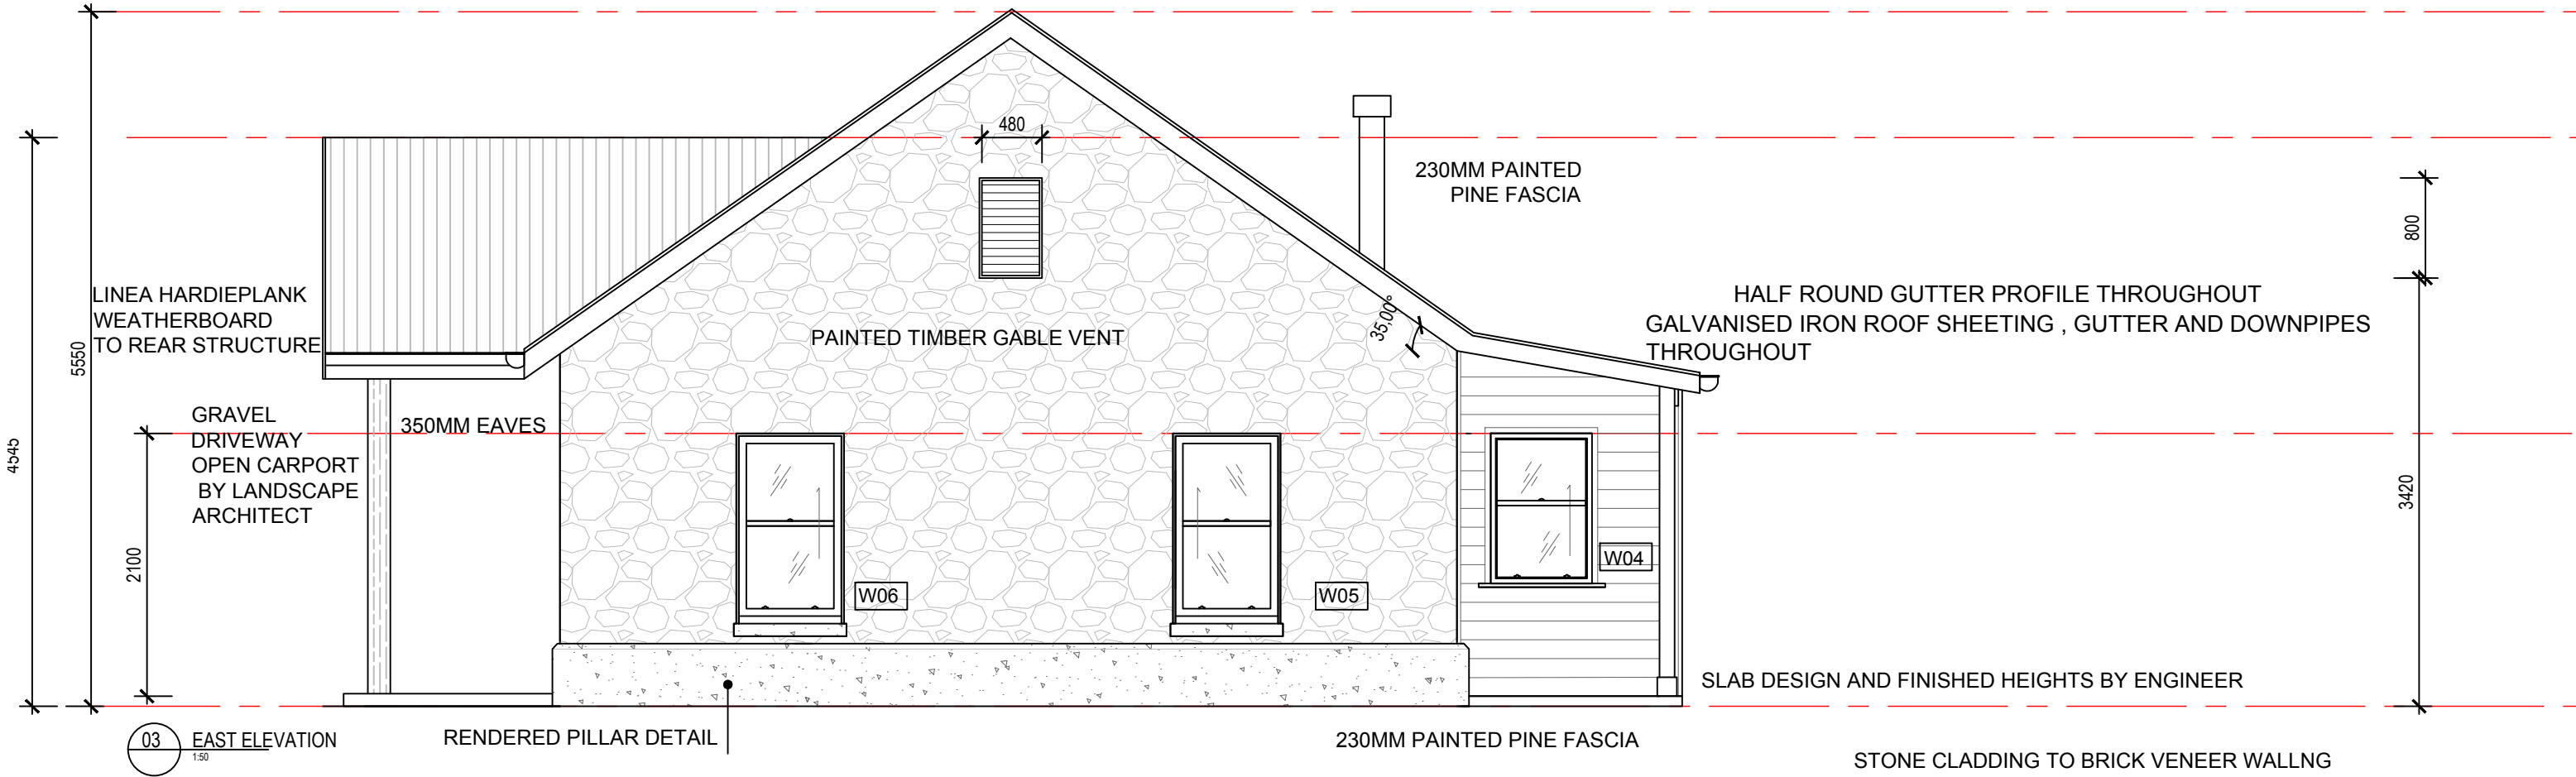 480
230MM PAINTED
PINE FASCIA
800
LINEA HARDIEPLANK
WEATHERBOARD
TO REAR STRUCTURE
5550
PAINTED TIMBER GABLE VENT
35,00°
HALF ROUND GUTTER PROFILE THROUGHOUT
GALVANISED IRON ROOF SHEETING , GUTTER AND DOWNPIPES
THROUGHOUT
4545
GRAVEL
DRIVEWAY
OPEN CARPORT
BY LANDSCAPE
ARCHITECT
350MM EAVES
2100
3420
W06
W05
W04
SLAB DESIGN AND FINISHED HEIGHTS BY ENGINEER
03
EAST ELEVATION
1:50
RENDERED PILLAR DETAIL
230MM PAINTED PINE FASCIA
STONE CLADDING TO BRICK VENEER WALLNG